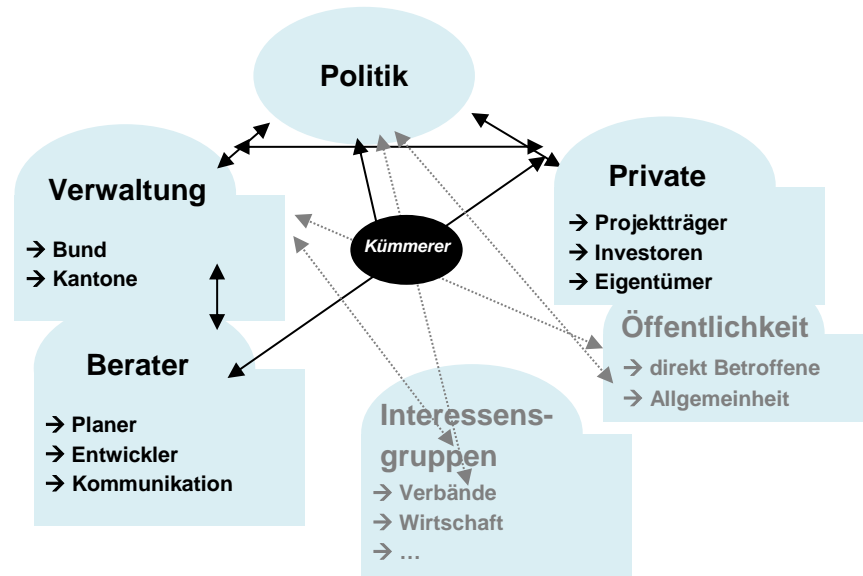 Politik
Verwaltung
→ Bund
→ Kantone
Kümmerer
Private
→ Projektträger
→ Investoren
→ Eigentümer
Öffentlichkeit
→ direkt Betroffene
→ Allgemeinheit
Berater
→ Planer
→ Entwickler
→ Kommunikation
Interessens-
gruppen
→ Verbände
→ Wirtschaft
→ …